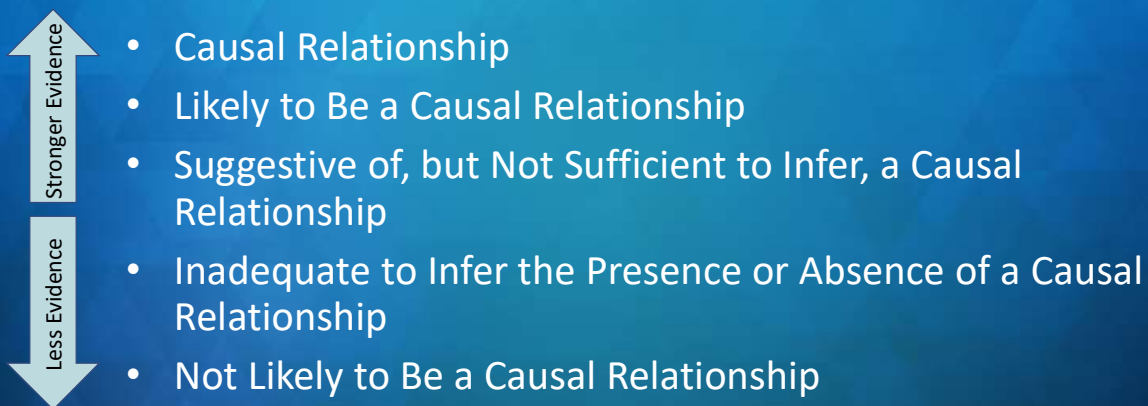 Stronger Evidence
• Causal Relationship
• Likely to Be a Causal Relationship
• Suggestive of, but Not Sufficient to Infer, a Causal
Relationship
Less Evidence
• Inadequate to Infer the Presence or Absence of a Causal
Relationship
• Not Likely to Be a Causal Relationship